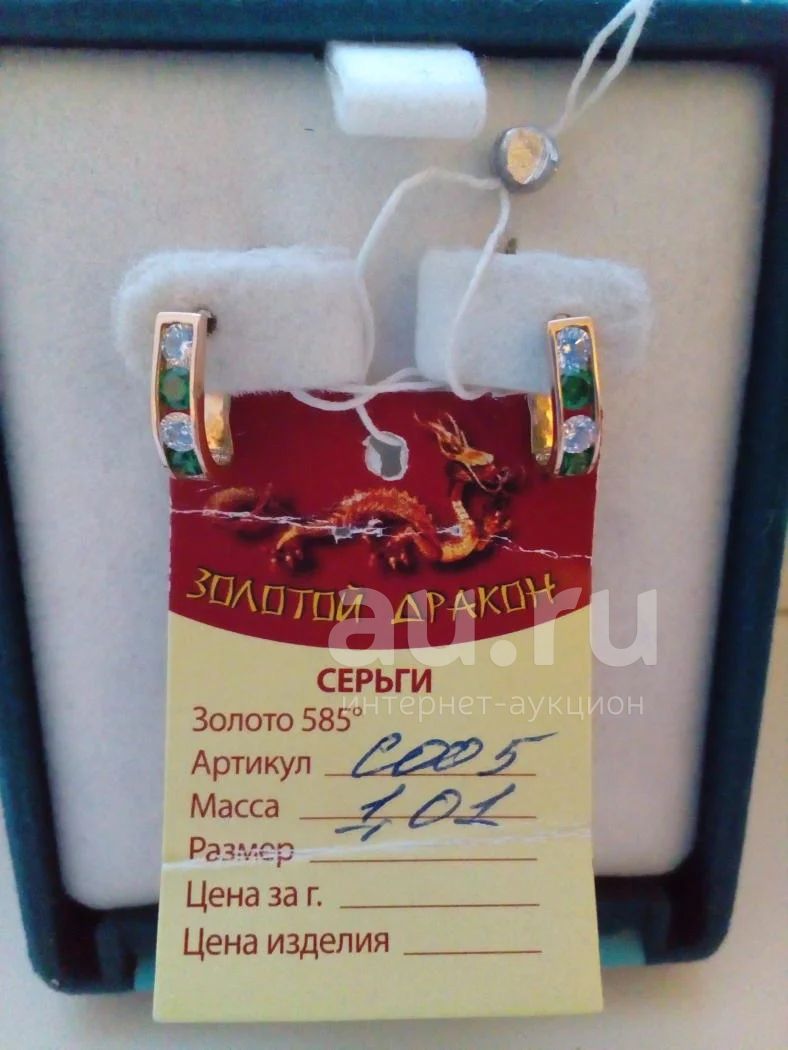 ЗОЛОТОЙ ДРАКОН
au.ru
интернет-аукцион
СЕРЬГИ
Золото 585°
Артикул С005
Масса 1,01
Размер
Цена за г.
Цена изделия